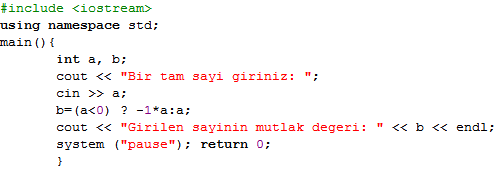 #include <iostream>
using namespace std;
main(){
int a, b;
cout << "Bir tam sayi giriniz: ";
cin >> a;
b=(a<0) ? -1*a:a;
cout << "Girilen sayinin mutlak degeri: " << b << endl;
system ("pause"); return 0;
}